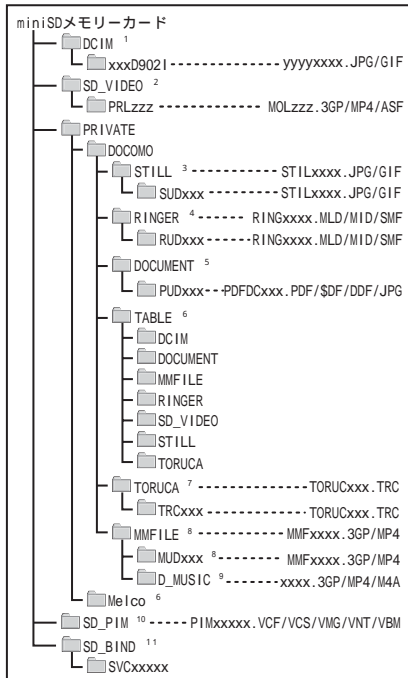 miniSDメモリーカード
DCIM 1
xxxD902I yyyyxxxx.JPG/GIF
SD_VIDEO 2
PRLzzz MOLzzz.3GP/MP4/ASF
PRIVATE
DOCOMO
STILL 3 STILxxxx.JPG/GIF
SUDxxx STILxxxx.JPG/GIF
RINGER 4 RINGxxxx.MLD/MID/SMF
RUDxxx RINGxxxx.MLD/MID/SMF
DOCUMENT 5
PUDxxx PDFDCxxx.PDF/$DF/DDF/JPG
TABLE 6
DCIM
DOCUMENT
MMFILE
RINGER
SD_VIDEO
STILL
TORUCA
TORUCA 7 TORUCxxx.TRC
TRCxxx TORUCxxx.TRC
MMFILE 8 MMFxxxx.3GP/MP4
MUDxxx 8 MMFxxxx.3GP/MP4
D_MUSIC 9 xxxx.3GP/MP4/M4A
Melco 6
SD_PIM 10 PIMxxxxx.VCF/VCS/VMG/VNT/VBM
SD_BIND 11
SVCxxxxx